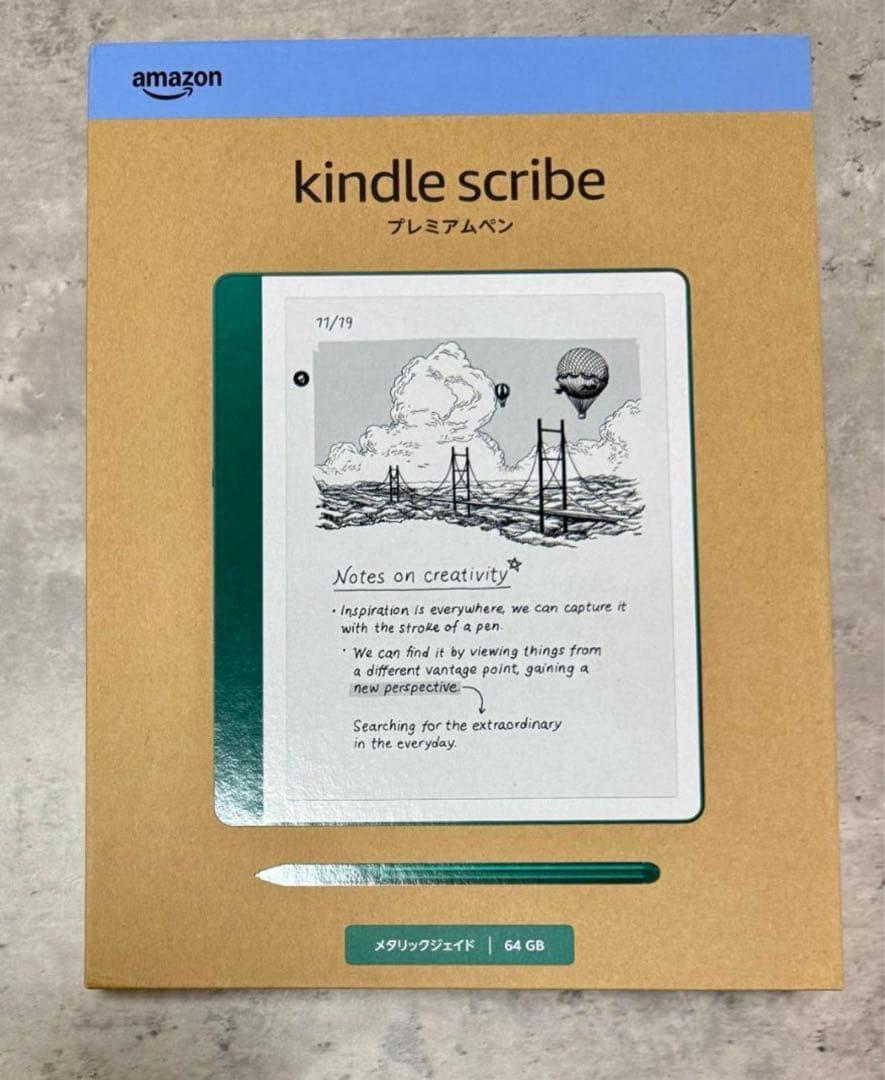 amazon
kindle scribe
プレミアムペン
11/19
Notes on creativity
• Inspiration is everywhere, we can capture it
with the stroke of a pen.
• We can find it by viewing things from
a different vantage point, gaining a
new perspective.
Searching for the extraordinary
in the everyday.
メタリックジェイド | 64 GB